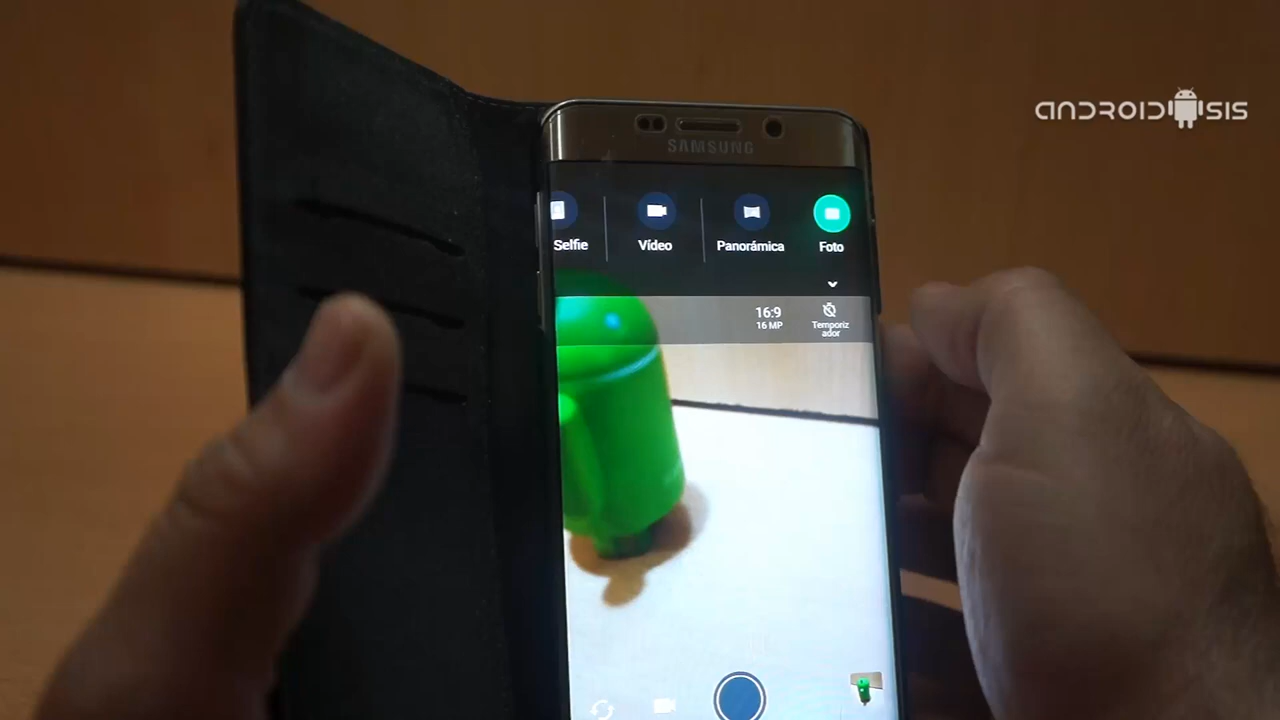 ANDROIDSIS
SAMSUNG
Selfie
Vídeo
Panorámica
Foto
16:9
16 MP
Temporiz
ador